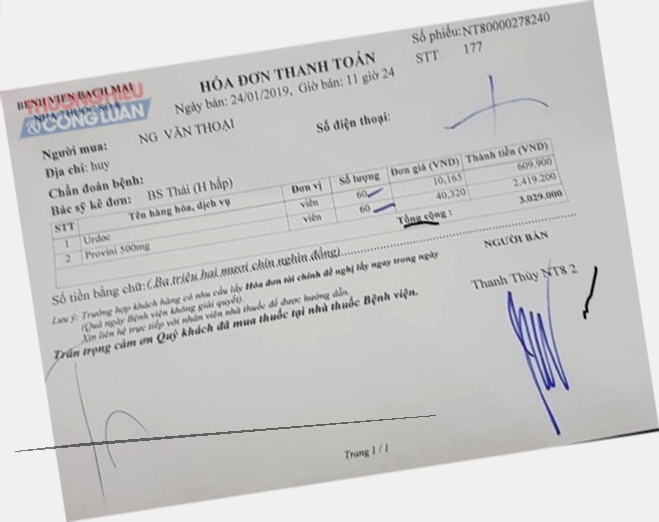 BỆNH VIỆN BẠCH MAI
THƯƠNG HIỆU
& CÔNG LUẬN
HÓA ĐƠN THANH TOÁN
Số phiếu:NT80000278240
Ngày bán: 24/01/2019, Giờ bán: 11 giờ 24
STT 177
Người mua: NG VĂN THOẠI
Số điện thoại:
Địa chỉ: huy
Chẩn đoán bệnh:
Bác sỹ kê đơn: BS Thái (H hấp)
STT Tên hàng hóa, dịch vụ Đơn vị Số lượng Đơn giá (VND) Thành tiền (VND)
1 Urdoc viên 60 10,165 609,900
2 Provini 500mg viên 60 40,320 2.419.200
Tổng cộng : 3.029.000
Số tiền bằng chữ:( Ba triệu hai mươi chín nghìn đồng)
Lưu ý: Trường hợp khách hàng có nhu cầu lấy Hóa đơn tài chính đề nghị lấy ngay trong ngày
(Quá ngày Bệnh viện không giải quyết).
Xin liên hệ trực tiếp với nhân viên nhà thuốc để được hướng dẫn
Trân trọng cảm ơn Quý khách đã mua thuốc tại nhà thuốc Bệnh viện.
NGƯỜI BÁN
Thanh Thủy NT8 2
Trang 1 / 1